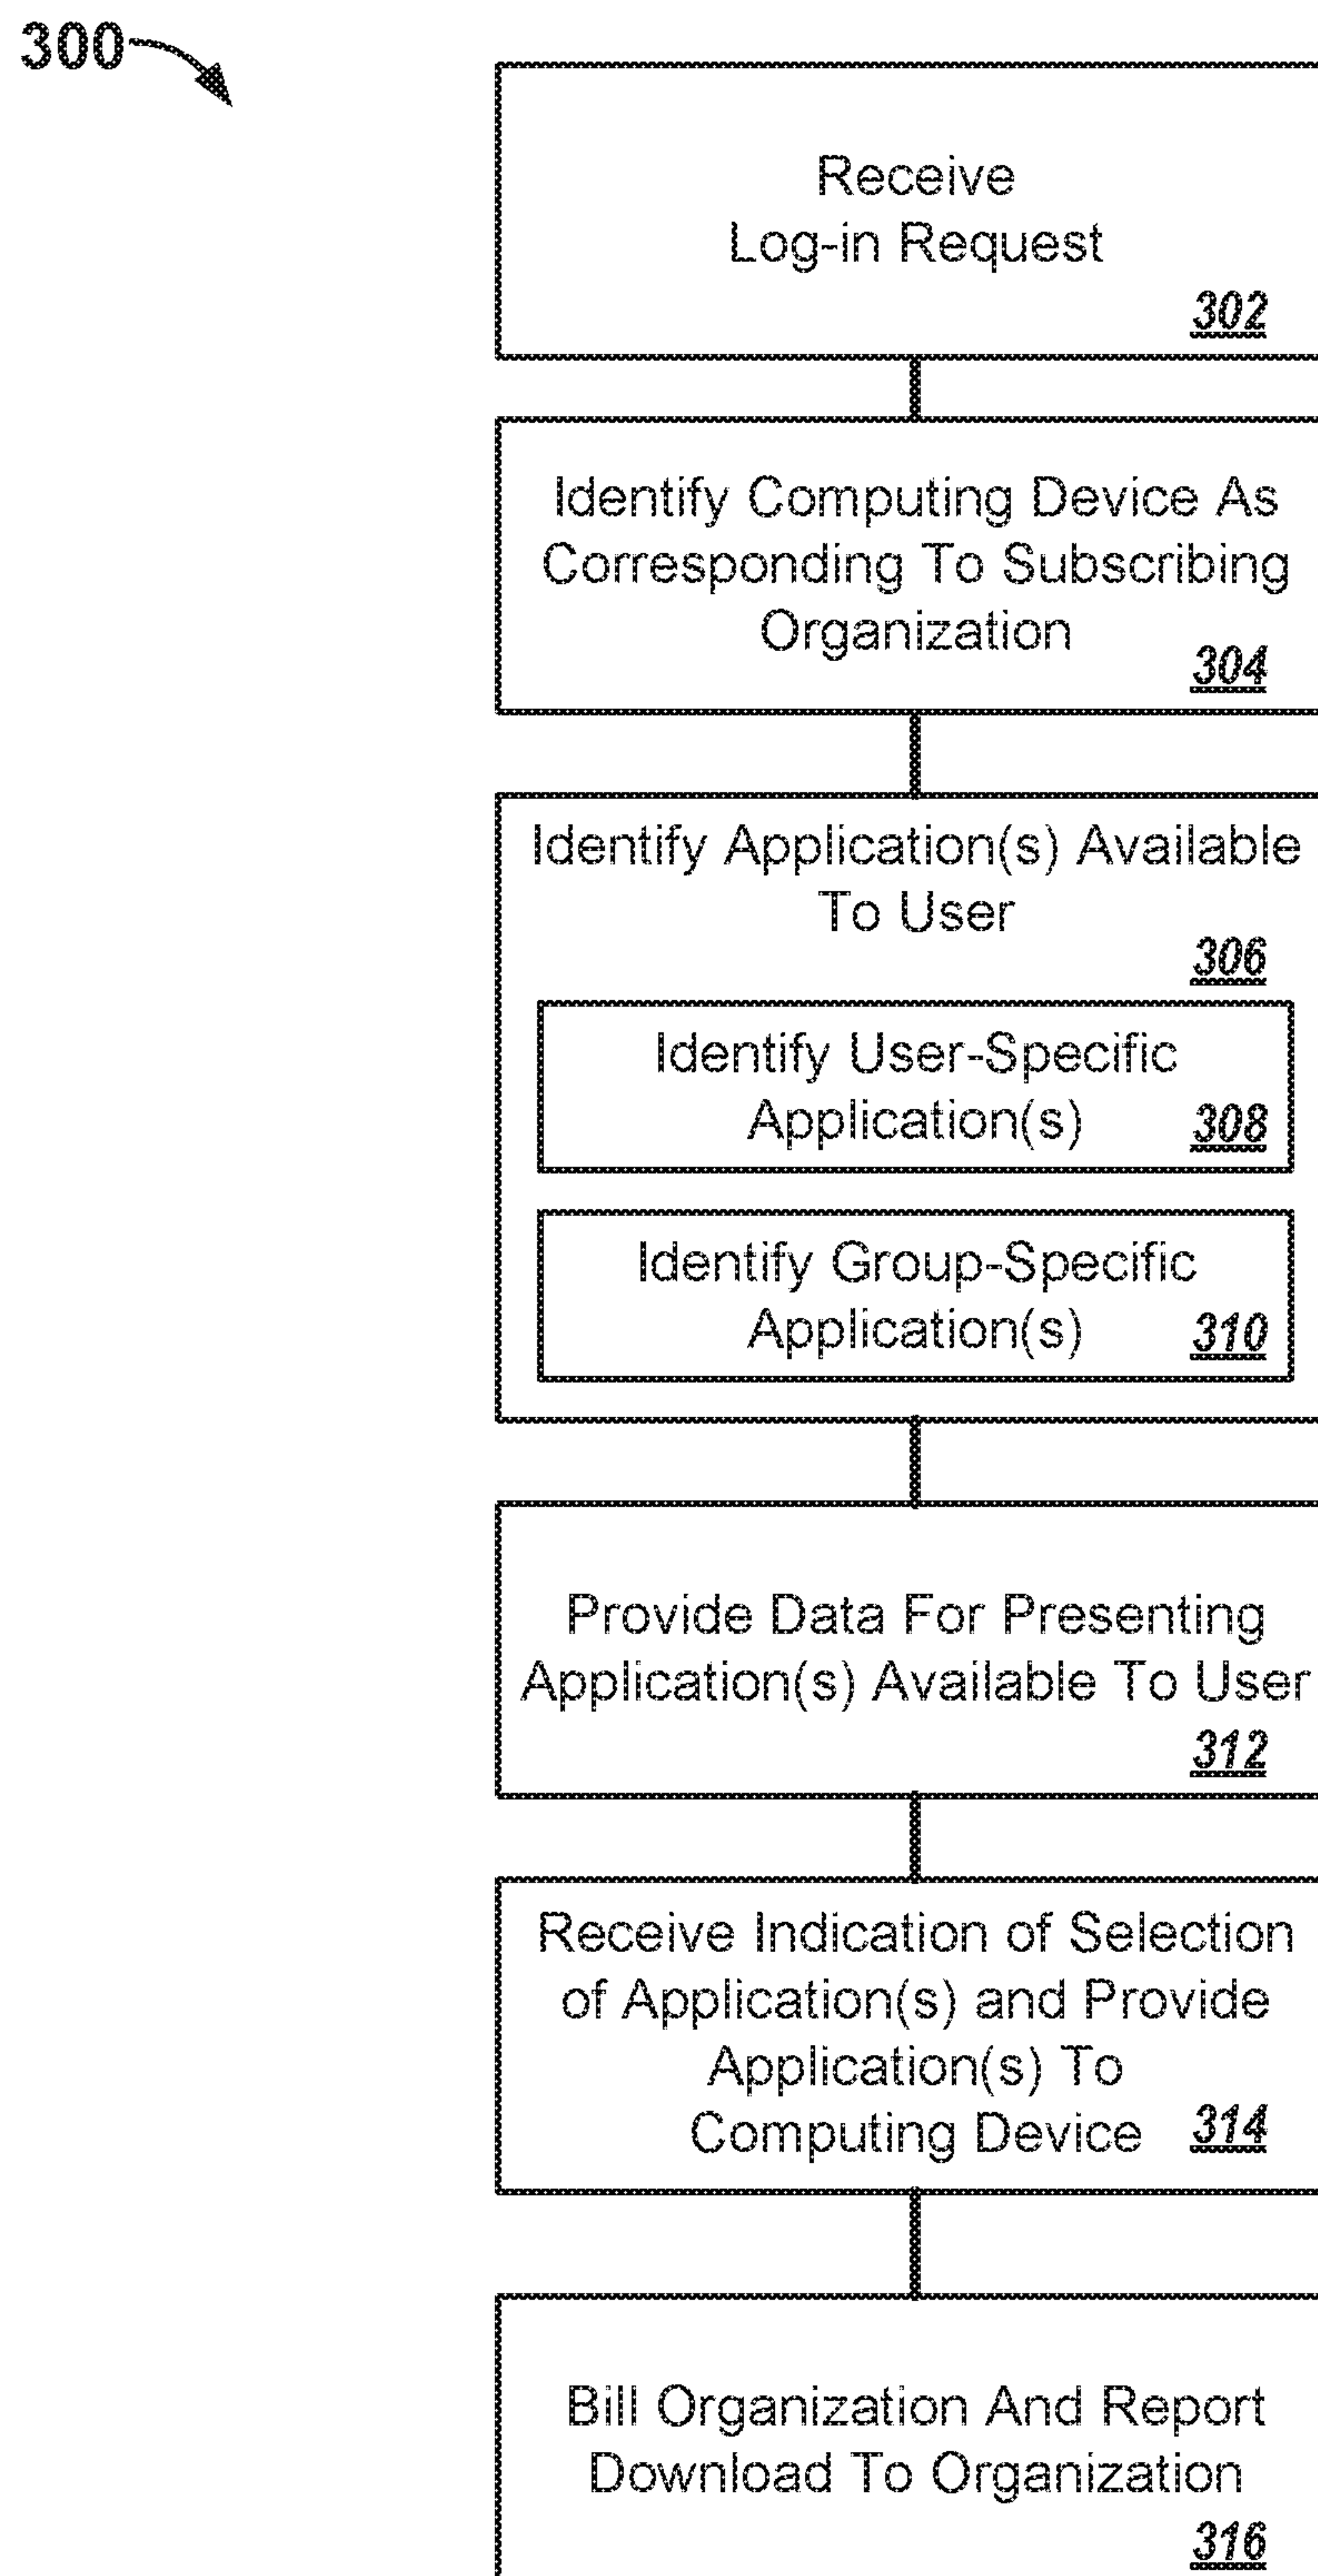 300
Receive
Log-in Request
302
Identify Computing Device As
Corresponding To Subscribing
Organization
304
Identify Application(s) Available
To User
306
Identify User-Specific
Application(s) 308
Identify Group-Specific
Application(s) 310
Provide Data For Presenting
Application(s) Available To User
312
Receive Indication of Selection
of Application(s) and Provide
Application(s) To
Computing Device 314
Bill Organization And Report
Download To Organization
316